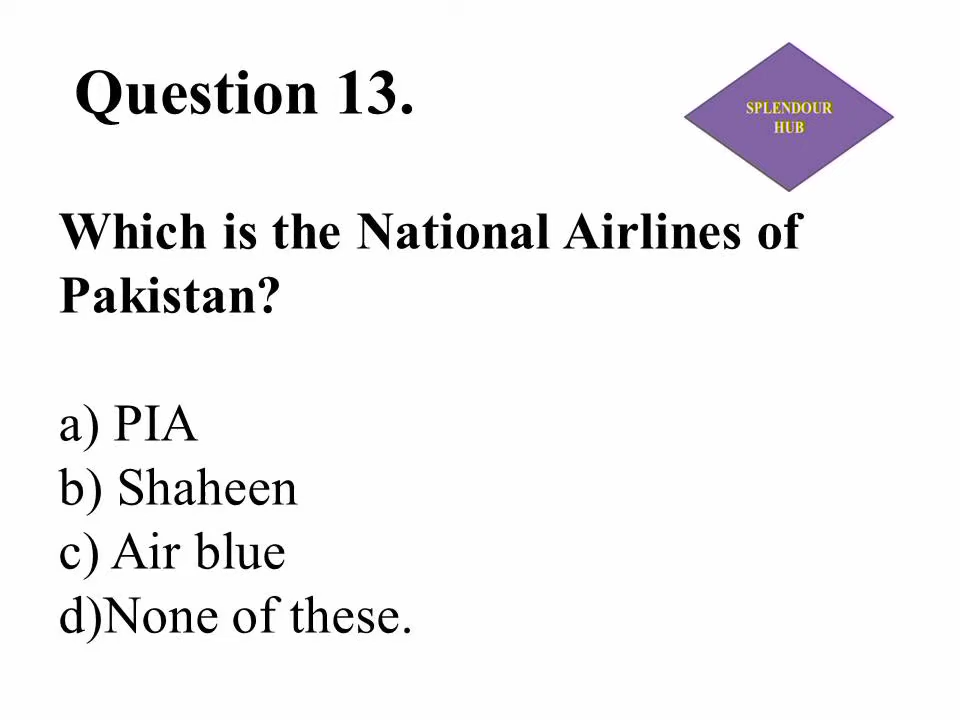 Question 13.
SPLENDOUR
HUB
Which is the National Airlines of
Pakistan?
a) PIA
b) Shaheen
c) Air blue
d)None of these.